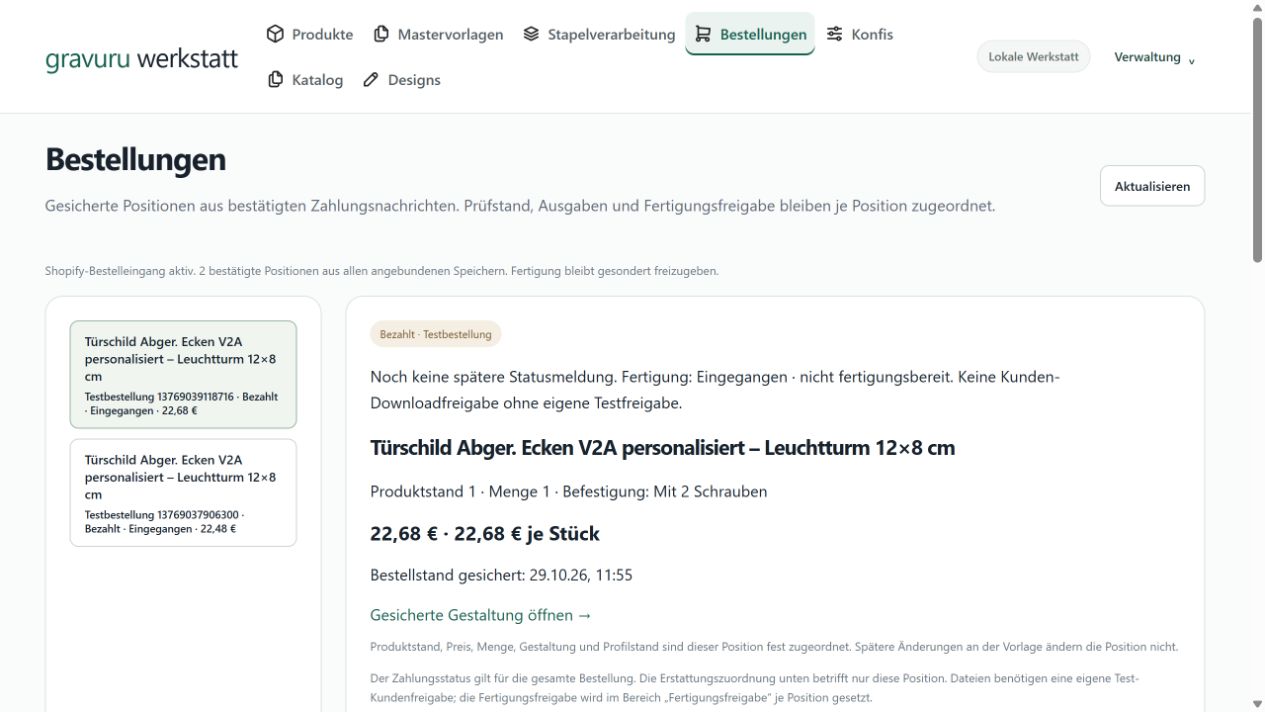 gravuru werkstatt
Produkte
Mastervorlagen
Stapelverarbeitung
Bestellungen
Konfis
Katalog
Designs
Lokale Werkstatt
Verwaltung
Bestellungen
Gesicherte Positionen aus bestätigten Zahlungsnachrichten. Prüfstand, Ausgaben und Fertigungsfreigabe bleiben je Position zugeordnet.
Aktualisieren
Shopify-Bestelleingang aktiv. 2 bestätigte Positionen aus allen angebundenen Speichern. Fertigung bleibt gesondert freizugeben.
Türschild Abger. Ecken V2A
personalisiert – Leuchtturm 12×8
cm
Testbestellung 13769039118716 · Bezahlt
· Eingegangen · 22,68 €
Türschild Abger. Ecken V2A
personalisiert – Leuchtturm 12×8
cm
Testbestellung 13769037906300 ·
Bezahlt · Eingegangen · 22,48 €
Bezahlt · Testbestellung
Noch keine spätere Statusmeldung. Fertigung: Eingegangen · nicht fertigungsbereit. Keine Kunden-
Downloadfreigabe ohne eigene Testfreigabe.
Türschild Abger. Ecken V2A personalisiert – Leuchtturm 12×8 cm
Produktstand 1 · Menge 1 · Befestigung: Mit 2 Schrauben
22,68 € · 22,68 € je Stück
Bestellstand gesichert: 29.10.26, 11:55
Gesicherte Gestaltung öffnen →
Produktstand, Preis, Menge, Gestaltung und Profilstand sind dieser Position fest zugeordnet. Spätere Änderungen an der Vorlage ändern die Position nicht.
Der Zahlungsstatus gilt für die gesamte Bestellung. Die Erstattungszuordnung unten betrifft nur diese Position. Dateien benötigen eine eigene Test-
Kundenfreigabe; die Fertigungsfreigabe wird im Bereich „Fertigungsfreigabe" je Position gesetzt.